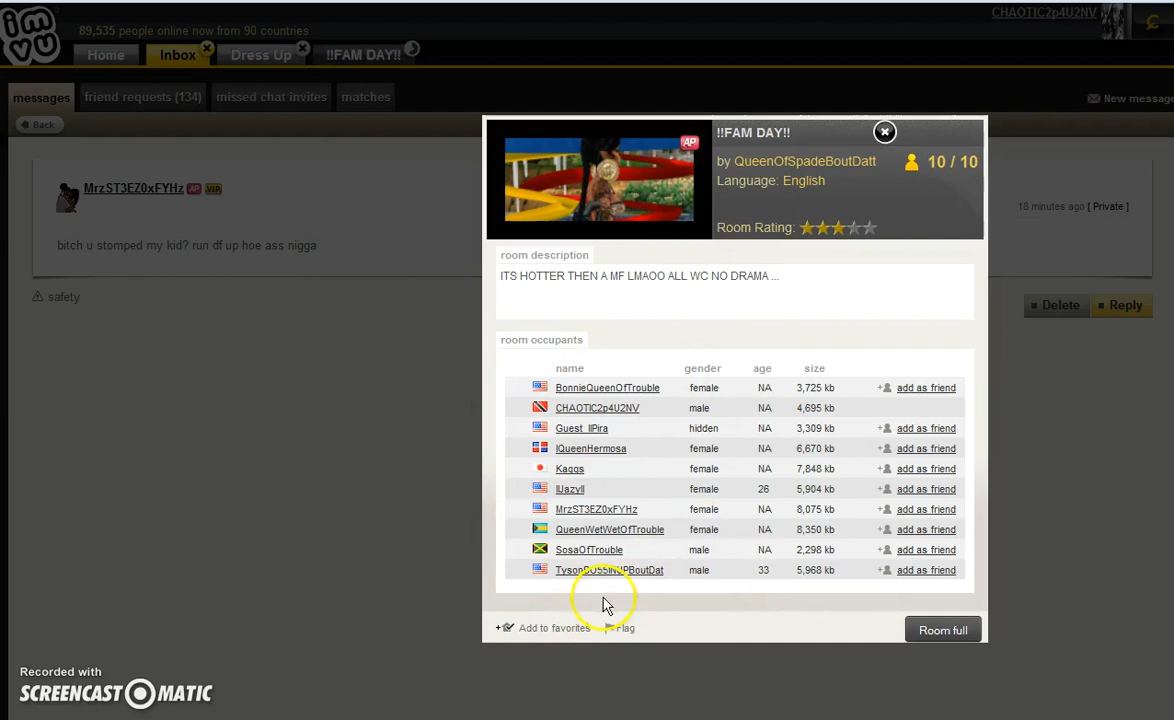 imvu
89,535 people online now from 90 countries
CHAOTIC2p4U2NV
Home Inbox Dress Up !!FAM DAY!!
messages friend requests (134) missed chat invites matches
New message
Back
MrzST3EZ0xFYHz AP VIP
18 minutes ago [ Private ]
bitch u stomped my kid? run df up hoe ass nigga
safety
Delete Reply
AP
!!FAM DAY!!
by QueenOfSpadeBoutDatt 10 / 10
Language: English
Room Rating:
room description
ITS HOTTER THEN A MF LMAOO ALL WC NO DRAMA ...
room occupants
name gender age size
BonnieQueenOfTrouble female NA 3,725 kb add as friend
CHAOTIC2p4U2NV male NA 4,695 kb
Guest_IIPira hidden NA 3,309 kb add as friend
IQueenHermosa female NA 6,670 kb add as friend
Kaggs female NA 7,848 kb add as friend
female 26 5,904 kb add as friend
MrzST3EZ0xFYHz female NA 8,075 kb add as friend
QueenWetWetOfTrouble female NA 8,350 kb add as friend
SosaOfTrouble male NA 2,298 kb add as friend
male 33 5,968 kb add as friend
Add to favorites Flag
Room full
Recorded with
SCREENCAST MATIC